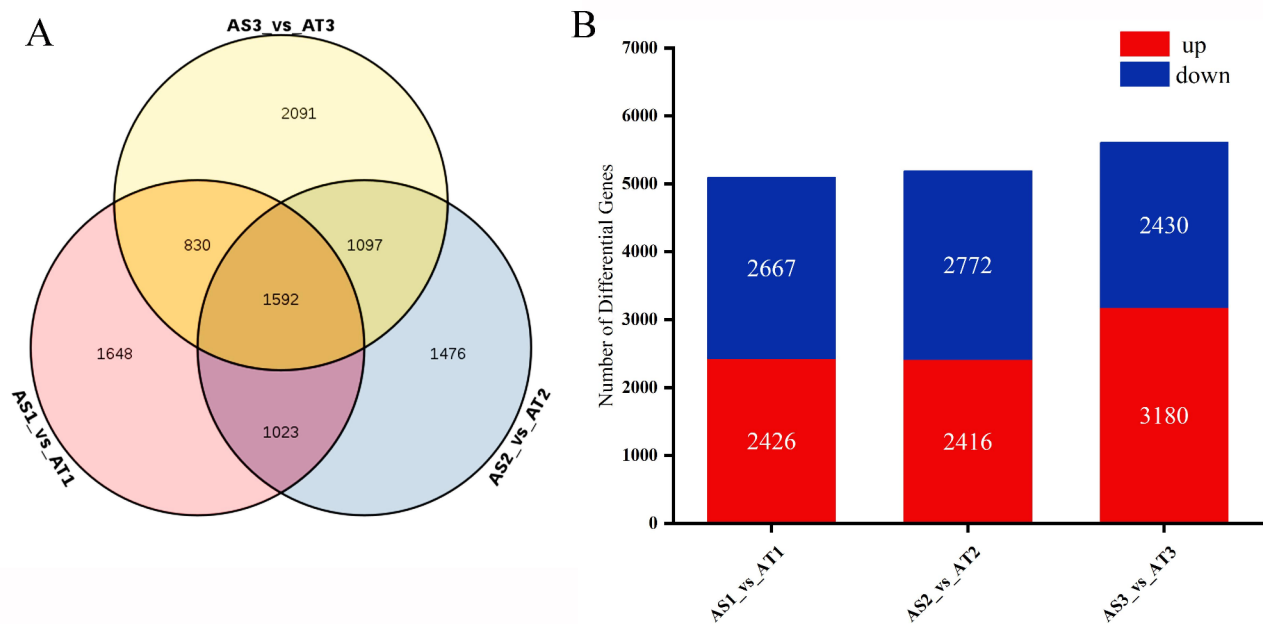 A
AS3_vs_AT3
2091
830
1097
1592
1648
1476
1023
AS1_vs_AT1
AS2_vs_AT2
B
up
down
Number of Differential Genes
7000
6000
5000
4000
3000
2000
1000
0
2667
2772
2430
2426
2416
3180
AS1_vs_AT1
AS2_vs_AT2
AS3_vs_AT3